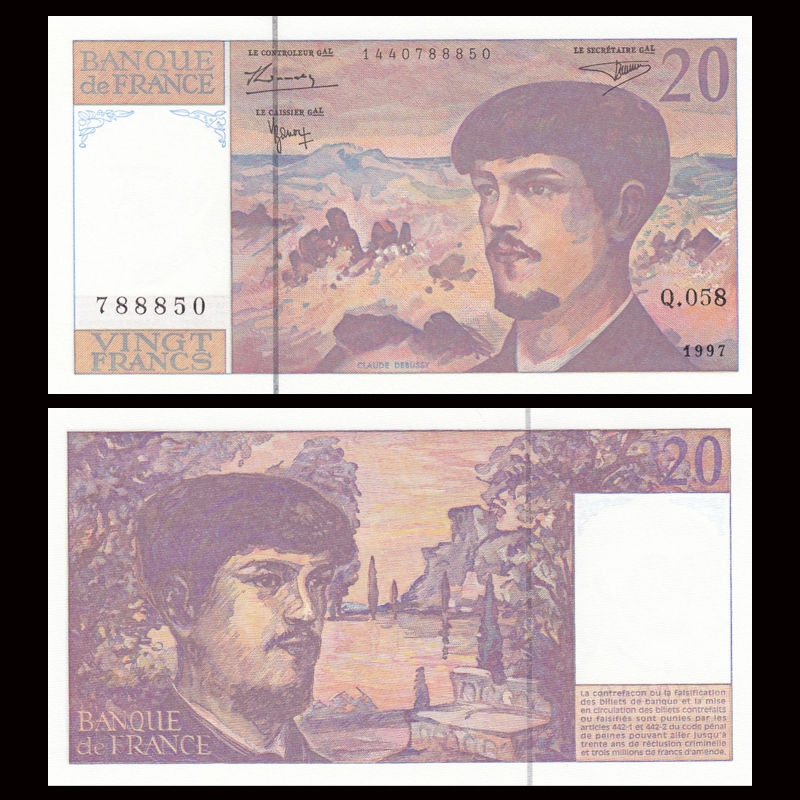 BANQUE
de FRANCE
LE CONTROLEUR GAL
1440788850
LE SECRÉTAIRE GAL
20
LE CAISSIER GAL
788850
Q.058
VINGT
FRANCS
1997
CLAUDE DEBUSSY
20
BANQUE
de FRANCE
La contrefaçon ou la falsification
des billets de banque et la mise
en circulation des billets contrefaits
ou falsifiés sont punies par les
articles 442-1 et 442-2 du code pénal
de peines pouvant aller jusqu'à
trente ans de réclusion criminelle
et trois millions de francs d'amende.